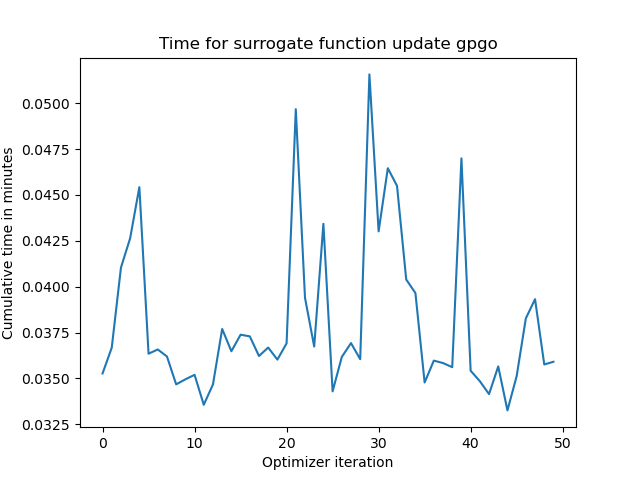 Time for surrogate function update gpgo
Cumulative time in minutes
0.0500
0.0475
0.0450
0.0425
0.0400
0.0375
0.0350
0.0325
0 10 20 30 40 50
Optimizer iteration